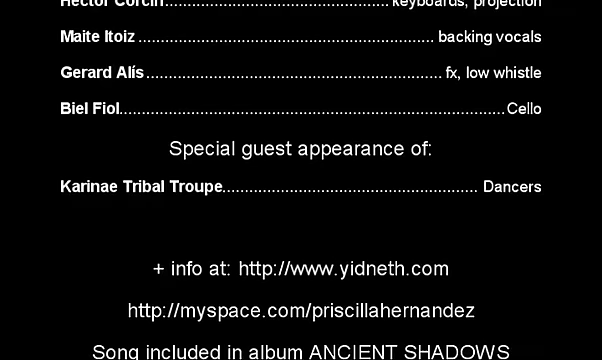 Héctor Corcín................................................. keyboards, projection
Maite Itoiz ................................................................. backing vocals
Gerard Alís................................................................. fx, low whistle
Biel Fiol.....................................................................................Cello
Special guest appearance of:
Karinae Tribal Troupe........................................................ Dancers
+ info at: http://www.yidneth.com
http://myspace.com/priscillahernandez
Song included in album ANCIENT SHADOWS